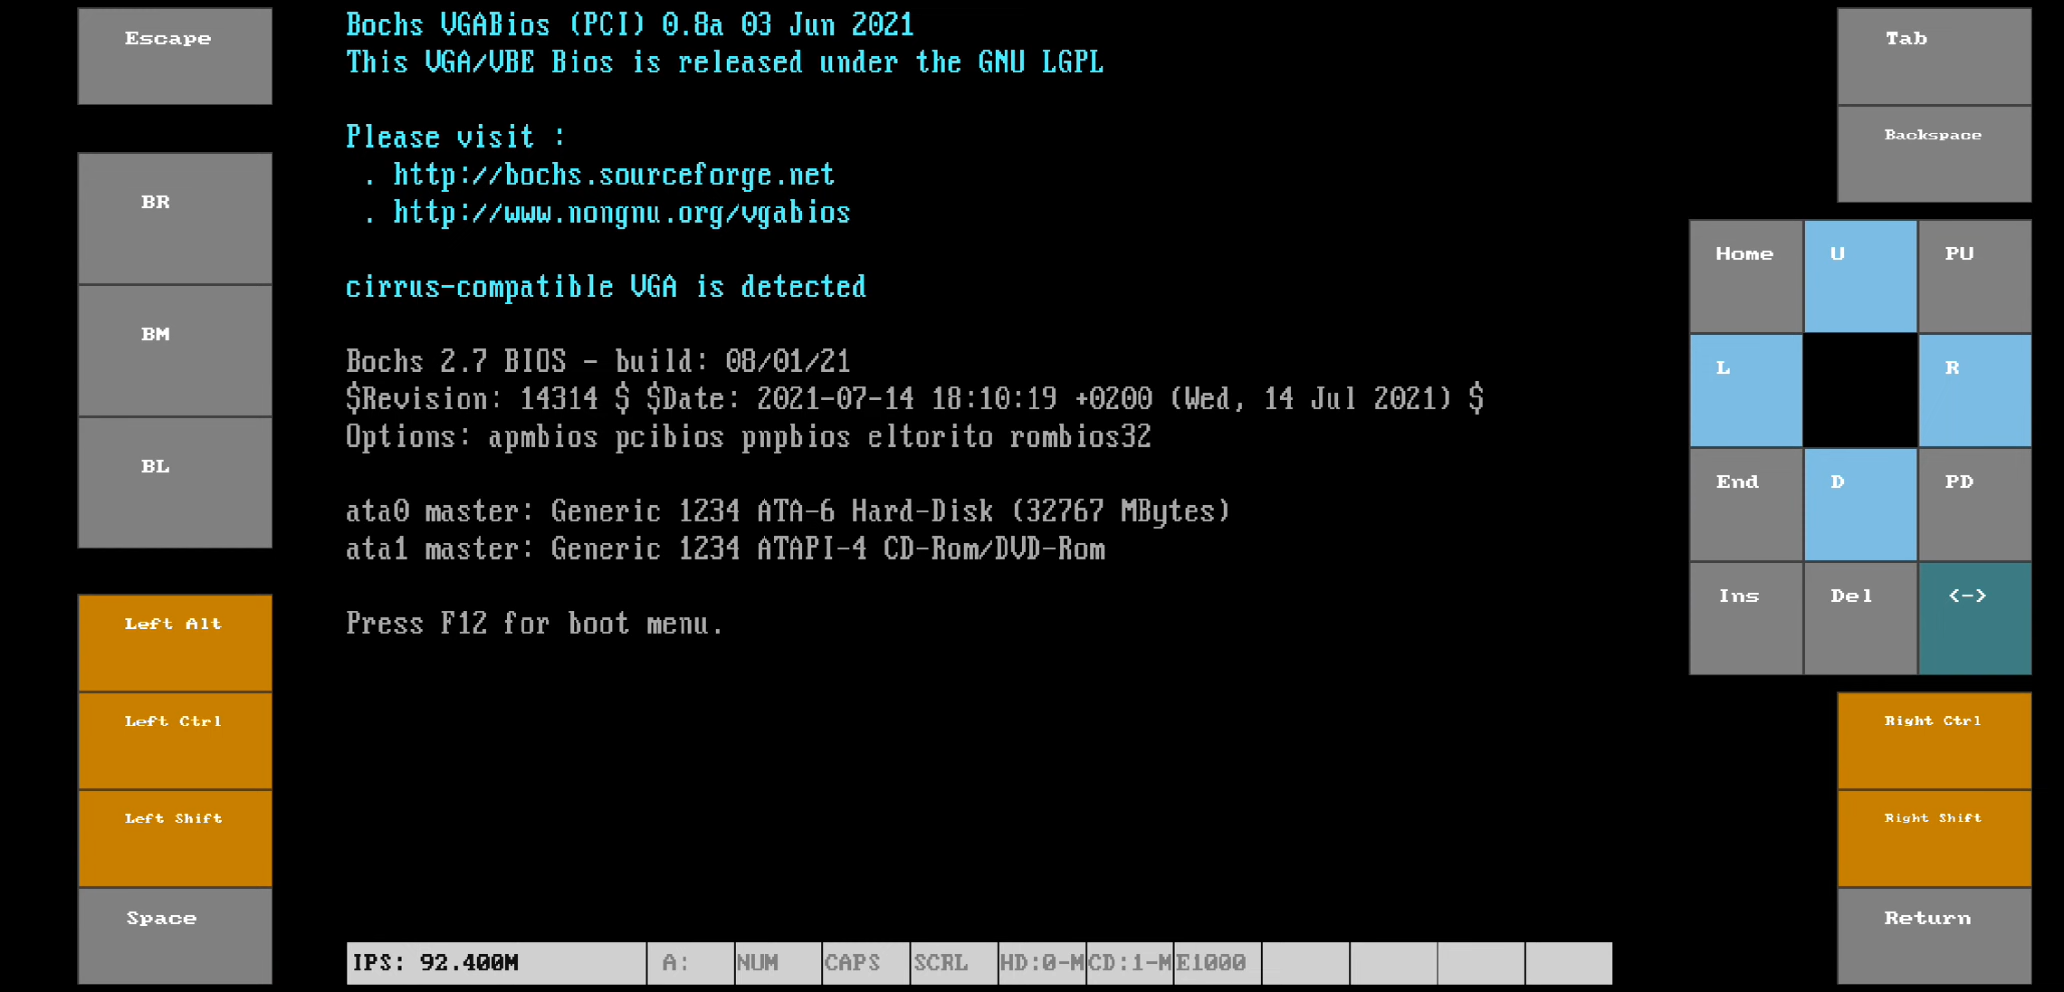 Escape
BR
BM
BL
Left Alt
Left Ctrl
Left Shift
Space
Bochs VGABios (PCI) 0.8a 03 Jun 2021
This VGA/VBE Bios is released under the GNU LGPL
Please visit :
. http://bochs.sourceforge.net
. http://www.nongnu.org/vgabios
cirrus-compatible VGA is detected
Bochs 2.7 BIOS - build: 08/01/21
$Revision: 14314 $ $Date: 2021-07-14 18:10:19 +0200 (Wed, 14 Jul 2021) $
Options: apmbios pcibios pnpbios eltorito rombios32
ata0 master: Generic 1234 ATA-6 Hard-Disk (32767 MBytes)
ata1 master: Generic 1234 ATAPI-4 CD-Rom/DVD-Rom
Press F12 for boot menu.
IPS: 92.400M A: NUM CAPS SCRL HD:0-M CD:1-M E1000
Tab
Backspace
Home U PU
L R
End D PD
Ins Del <->
Right Ctrl
Right Shift
Return